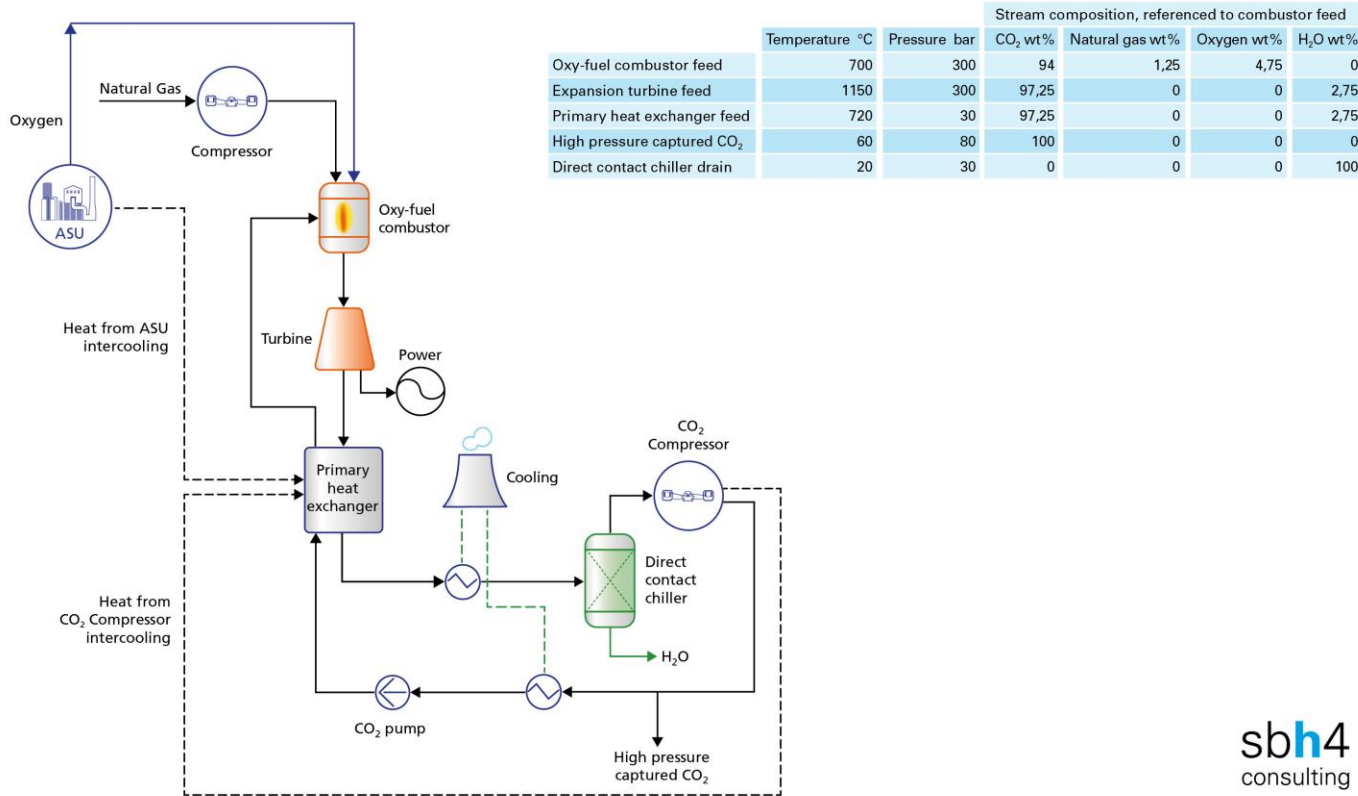 Stream composition, referenced to combustor feed
Temperature °C Pressure bar CO₂ wt% Natural gas wt% Oxygen wt% H₂O wt%
Oxy-fuel combustor feed 700 300 94 1,25 4,75 0
Expansion turbine feed 1150 300 97,25 0 0 2,75
Primary heat exchanger feed 720 30 97,25 0 0 2,75
High pressure captured CO₂ 60 80 100 0 0 0
Direct contact chiller drain 20 30 0 0 0 100
Natural Gas
Oxygen
Compressor
ASU
Oxy-fuel
combustor
Heat from ASU
intercooling
Turbine
Power
CO₂
Compressor
Primary
heat
exchanger
Cooling
Direct
contact
chiller
Heat from
CO₂ Compressor
intercooling
H₂O
CO₂ pump
High pressure
captured CO₂
sbh4
consulting